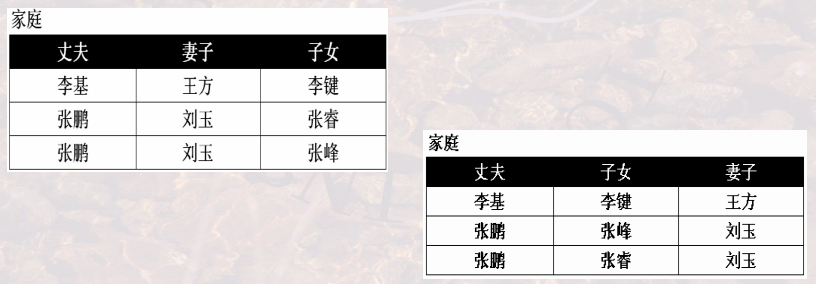 家庭
丈夫 妻子 子女
李基 王方 李键
张鹏 刘玉 张睿
张鹏 刘玉 张峰
家庭
丈夫 子女 妻子
李基 李键 王方
张鹏 张峰 刘玉
张鹏 张睿 刘玉